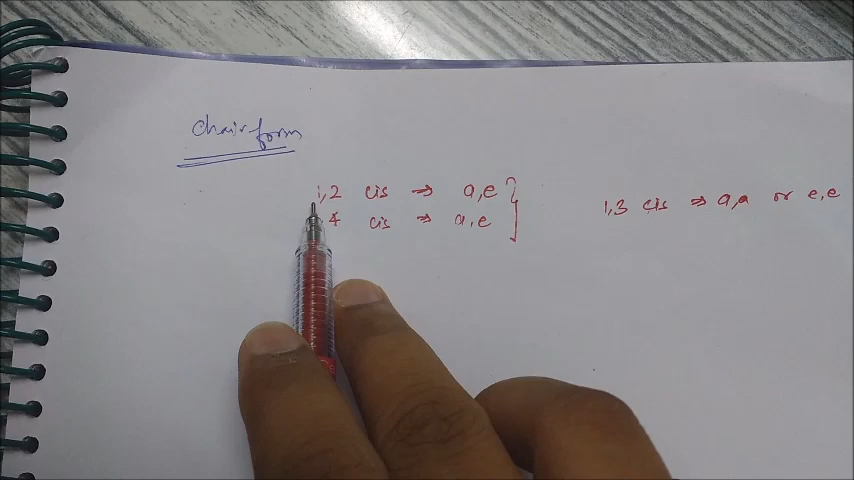 chair form
1,2 cis ⇒ a,e }
,4 cis ⇒ a,e
1,3 cis ⇒ a,a or e,e